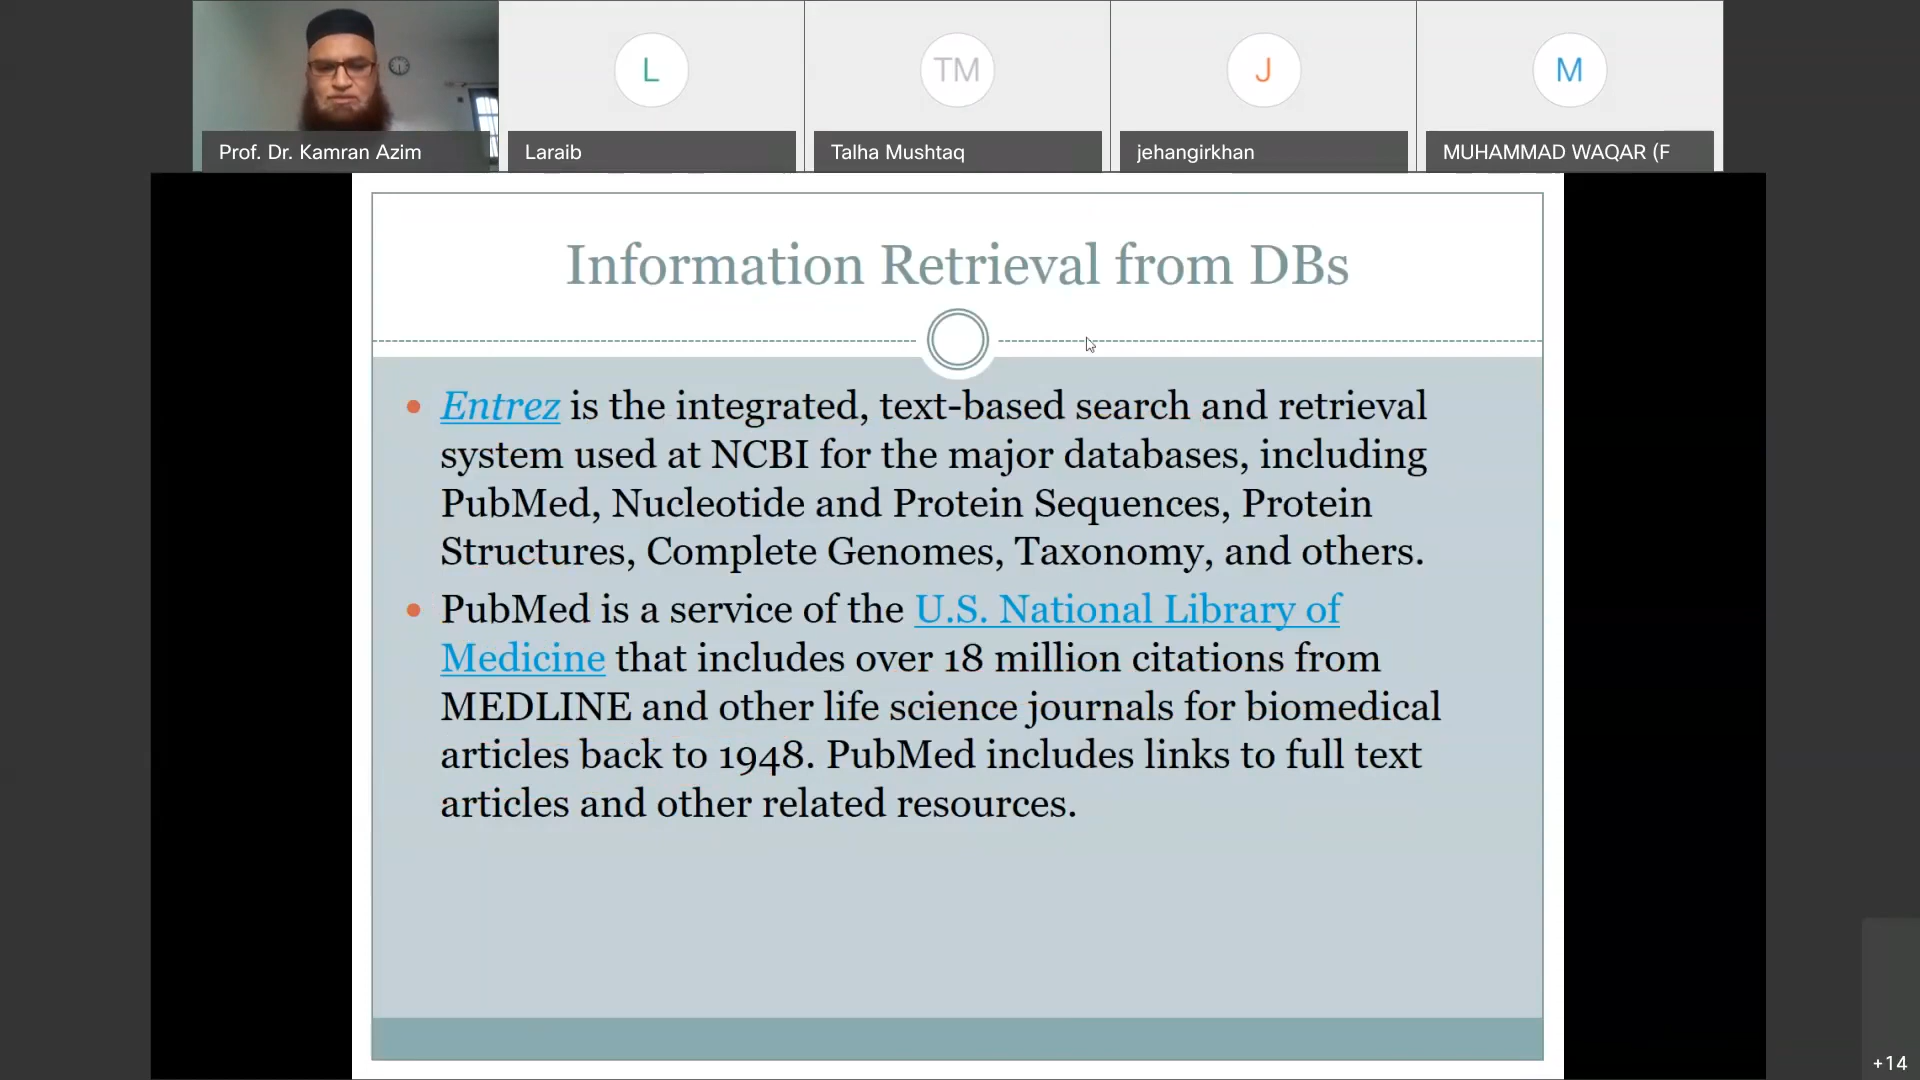 L
TM
J
M
Prof. Dr. Kamran Azim
Laraib
Talha Mushtaq
jehangirkhan
MUHAMMAD WAQAR (F
Information Retrieval from DBs
• Entrez is the integrated, text-based search and retrieval
system used at NCBI for the major databases, including
PubMed, Nucleotide and Protein Sequences, Protein
Structures, Complete Genomes, Taxonomy, and others.
• PubMed is a service of the U.S. National Library of
Medicine that includes over 18 million citations from
MEDLINE and other life science journals for biomedical
articles back to 1948. PubMed includes links to full text
articles and other related resources.
+14